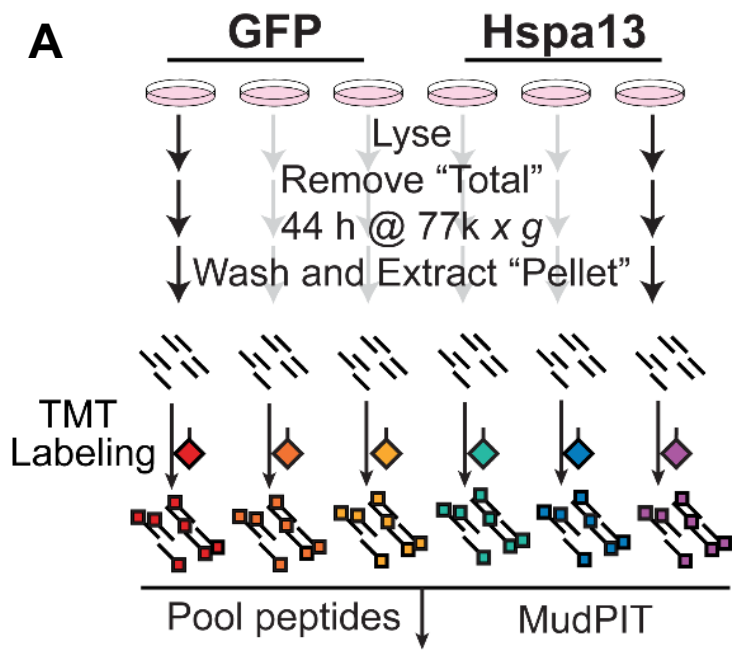 A
GFP Hspa13
Lyse
Remove “Total”
44 h @ 77k x g
Wash and Extract “Pellet”
TMT
Labeling
Pool peptides MudPIT